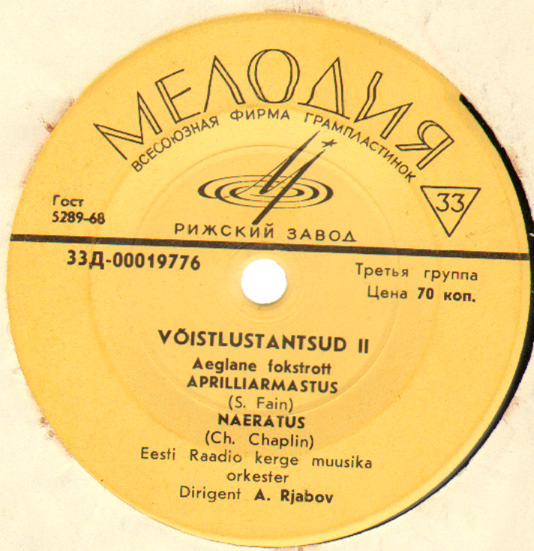 МЕЛОДИЯ
ВСЕСОЮЗНАЯ ФИРМА ГРАМПЛАСТИНОК
33
Гост
5289-68
РИЖСКИЙ ЗАВОД
33Д-00019776
Третья группа
Цена 70 коп.
VÕISTLUSTANTSUD II
Aeglane fokstrott
APRILLIARMASTUS
(S. Fain)
NAERATUS
(Ch. Chaplin)
Eesti Raadio kerge muusika
orkester
Dirigent A. Rjabov